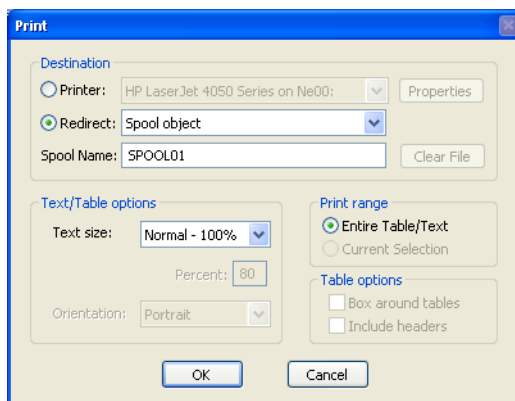 Print
Destination
Printer: HP LaserJet 4050 Series on Ne00: Properties
Redirect: Spool object
Spool Name: SPOOL01 Clear File
Text/Table options
Text size: Normal - 100%
Percent: 80
Orientation: Portrait
Print range
Entire Table/Text
Current Selection
Table options
Box around tables
Include headers
OK Cancel